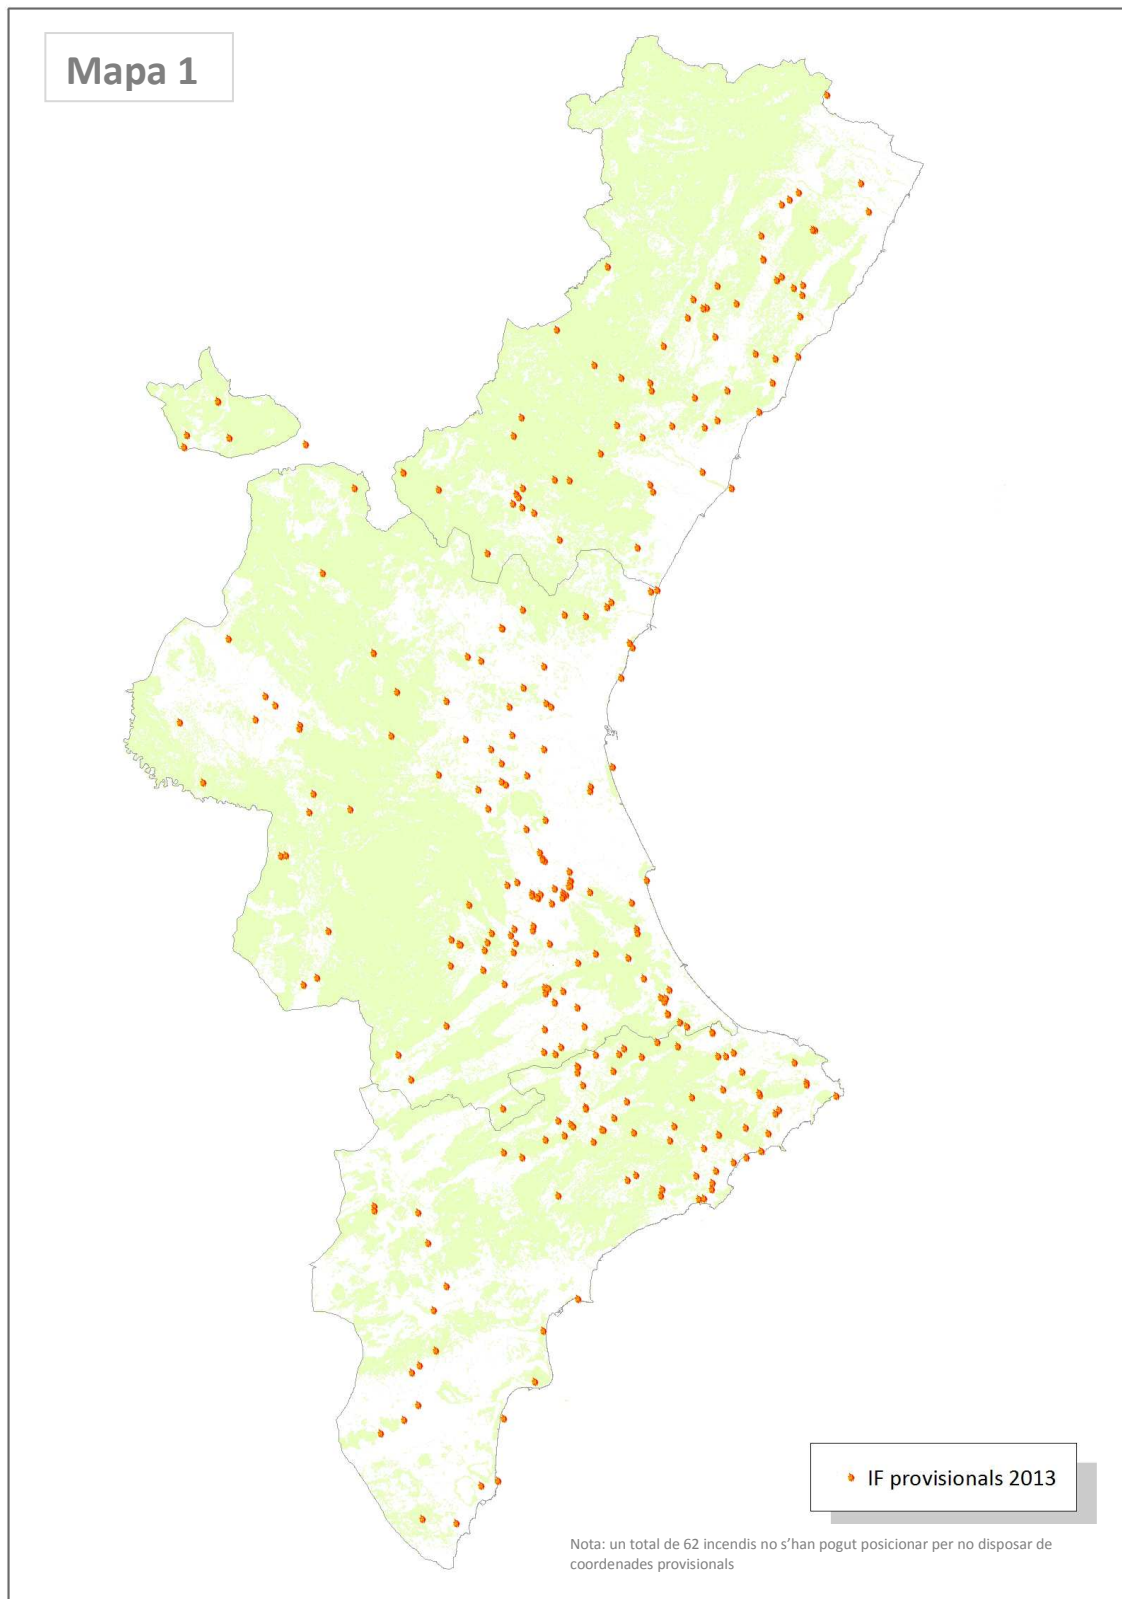 Mapa 1
IF provisionals 2013
Nota: un total de 62 incendis no s'han pogut posicionar per no disposar de
coordenades provisionals